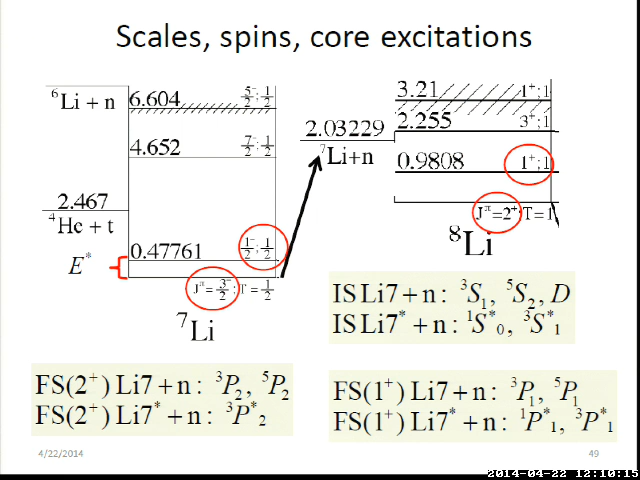 Scales, spins, core excitations
⁶Li + n
6.604
5⁻/2 ; 1/2
4.652
7⁻/2 ; 1/2
2.467
⁴He + t
0.47761
1⁻/2 ; 1/2
E*
Jπ= 3⁻/2 ; T = 1/2
⁷Li
3.21
1⁺;1
2.03229
⁷Li+n
2.255
3⁺;1
0.9808
1⁺;1
Jπ=2⁺;T=1
⁸Li
IS Li7 + n : ³S₁, ⁵S₂, D
IS Li7* + n : ¹S*₀, ³S*₁
FS(2⁺) Li7 + n : ³P₂, ⁵P₂
FS(2⁺) Li7* + n : ³P*₂
FS(1⁺) Li7 + n : ³P₁, ⁵P₁
FS(1⁺) Li7* + n : ¹P*₁, ³P*₁
4/22/2014
49
2014-04-22 12:10:15